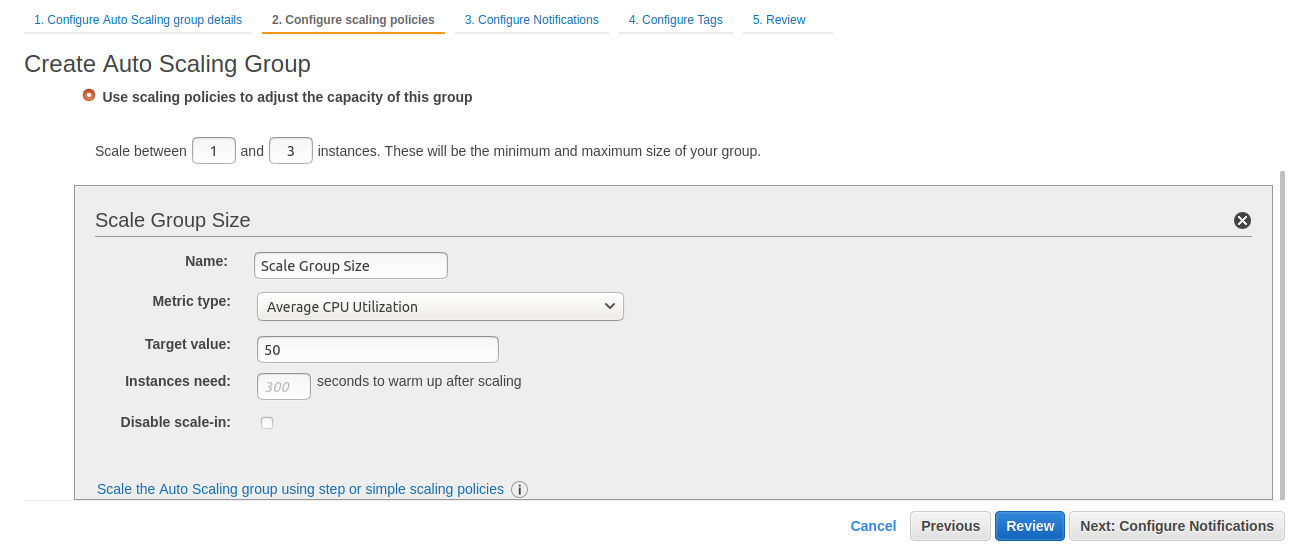 1. Configure Auto Scaling group details 2. Configure scaling policies 3. Configure Notifications 4. Configure Tags 5. Review
Create Auto Scaling Group
Use scaling policies to adjust the capacity of this group
Scale between 1 and 3 instances. These will be the minimum and maximum size of your group.
Scale Group Size
Name: Scale Group Size
Metric type: Average CPU Utilization
Target value: 50
Instances need: 300 seconds to warm up after scaling
Disable scale-in:
Scale the Auto Scaling group using step or simple scaling policies i
Cancel Previous Review Next: Configure Notifications